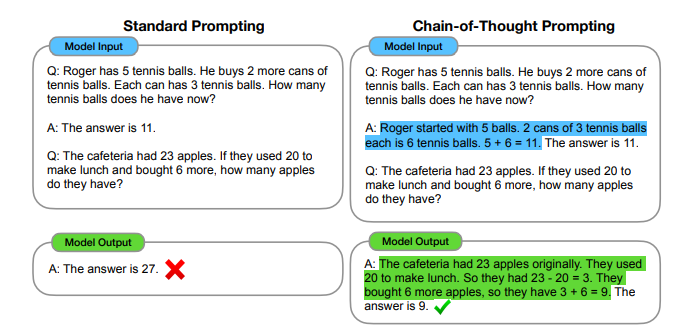 Standard Prompting
Model Input
Q: Roger has 5 tennis balls. He buys 2 more cans of
tennis balls. Each can has 3 tennis balls. How many
tennis balls does he have now?
A: The answer is 11.
Q: The cafeteria had 23 apples. If they used 20 to
make lunch and bought 6 more, how many apples
do they have?
Model Output
A: The answer is 27.
Chain-of-Thought Prompting
Model Input
Q: Roger has 5 tennis balls. He buys 2 more cans of
tennis balls. Each can has 3 tennis balls. How many
tennis balls does he have now?
A: Roger started with 5 balls. 2 cans of 3 tennis balls
each is 6 tennis balls. 5 + 6 = 11. The answer is 11.
Q: The cafeteria had 23 apples. If they used 20 to
make lunch and bought 6 more, how many apples
do they have?
Model Output
A: The cafeteria had 23 apples originally. They used
20 to make lunch. So they had 23 - 20 = 3. They
bought 6 more apples, so they have 3 + 6 = 9. The
answer is 9.